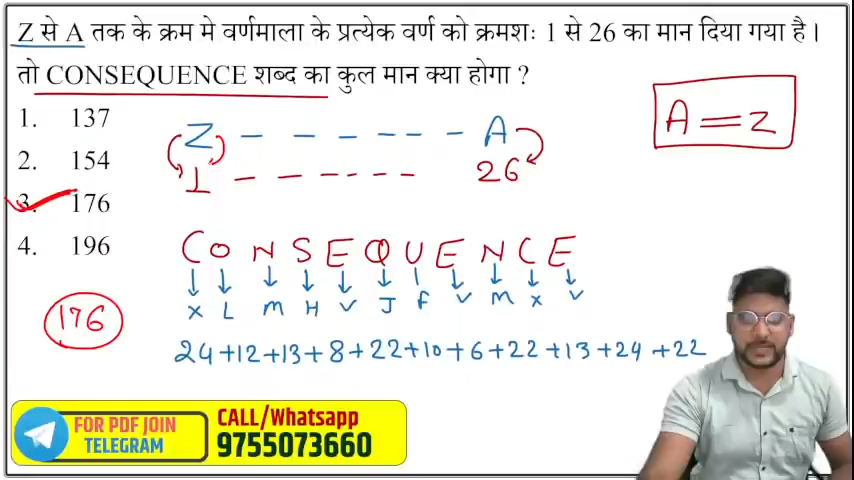 Z से A तक के क्रम मे वर्णमाला के प्रत्येक वर्ण को क्रमशः 1 से 26 का मान दिया गया है।
तो CONSEQUENCE शब्द का कुल मान क्या होगा ?
1. 137
2. 154
3. 176
4. 196
Z - - - - - - A
1 - - - - - - 26
A = Z
C O N S E Q U E N C E
X L M H V J F V M X V
176
24+12+13+8+22+10+6+22+13+24+22
FOR PDF JOIN
TELEGRAM
CALL/Whatsapp
9755073660